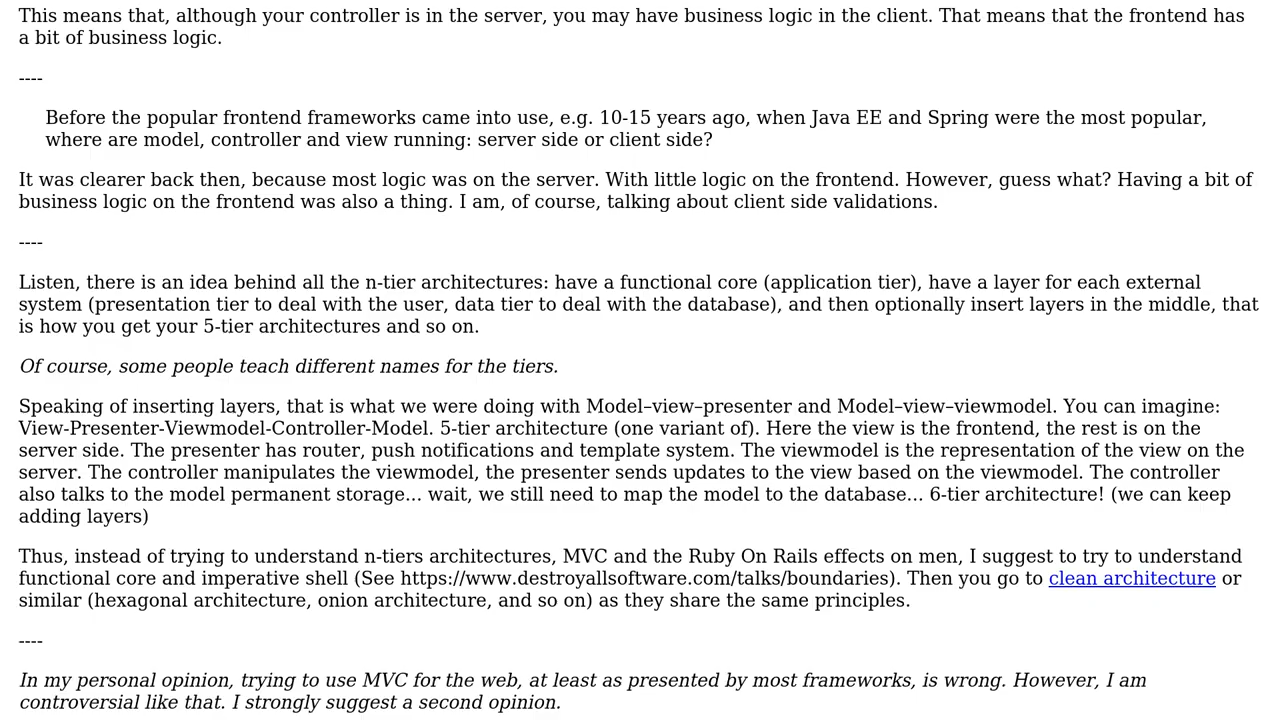 This means that, although your controller is in the server, you may have business logic in the client. That means that the frontend has
a bit of business logic.
----
Before the popular frontend frameworks came into use, e.g. 10-15 years ago, when Java EE and Spring were the most popular,
where are model, controller and view running: server side or client side?
It was clearer back then, because most logic was on the server. With little logic on the frontend. However, guess what? Having a bit of
business logic on the frontend was also a thing. I am, of course, talking about client side validations.
----
Listen, there is an idea behind all the n-tier architectures: have a functional core (application tier), have a layer for each external
system (presentation tier to deal with the user, data tier to deal with the database), and then optionally insert layers in the middle, that
is how you get your 5-tier architectures and so on.
Of course, some people teach different names for the tiers.
Speaking of inserting layers, that is what we were doing with Model–view–presenter and Model–view–viewmodel. You can imagine:
View-Presenter-Viewmodel-Controller-Model. 5-tier architecture (one variant of). Here the view is the frontend, the rest is on the
server side. The presenter has router, push notifications and template system. The viewmodel is the representation of the view on the
server. The controller manipulates the viewmodel, the presenter sends updates to the view based on the viewmodel. The controller
also talks to the model permanent storage... wait, we still need to map the model to the database... 6-tier architecture! (we can keep
adding layers)
Thus, instead of trying to understand n-tiers architectures, MVC and the Ruby On Rails effects on men, I suggest to try to understand
functional core and imperative shell (See https://www.destroyallsoftware.com/talks/boundaries). Then you go to clean architecture or
similar (hexagonal architecture, onion architecture, and so on) as they share the same principles.
----
In my personal opinion, trying to use MVC for the web, at least as presented by most frameworks, is wrong. However, I am
controversial like that. I strongly suggest a second opinion.